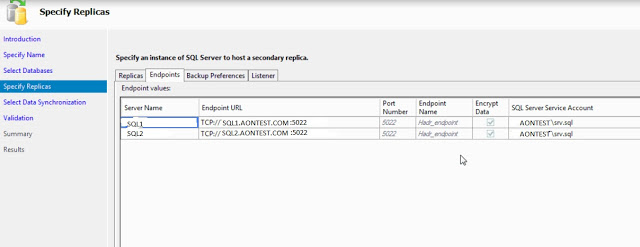 Specify Replicas
Introduction
Specify Name
Select Databases
Specify Replicas
Select Data Synchronization
Validation
Summary
Results
Specify an instance of SQL Server to host a secondary replica.
Replicas Endpoints Backup Preferences Listener
Endpoint values:
Server Name Endpoint URL Port Number Endpoint Name Encrypt Data SQL Server Service Account
SQL1 TCP:// SQL1.AONTEST.COM :5022 5022 Hadr_endpoint AONTEST\srv.sql
SQL2 TCP:// SQL2.AONTEST.COM :5022 5022 Hadr_endpoint AONTEST\srv.sql